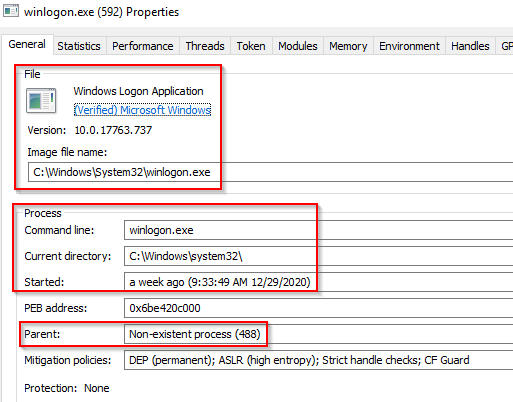 winlogon.exe (592) Properties
General Statistics Performance Threads Token Modules Memory Environment Handles GP
File
Windows Logon Application
(Verified) Microsoft Windows
Version: 10.0.17763.737
Image file name:
C:\Windows\System32\winlogon.exe
Process
Command line: winlogon.exe
Current directory: C:\Windows\system32\
Started: a week ago (9:33:49 AM 12/29/2020)
PEB address: 0x6be420c000
Parent: Non-existent process (488)
Mitigation policies: DEP (permanent); ASLR (high entropy); Strict handle checks; CF Guard
Protection: None